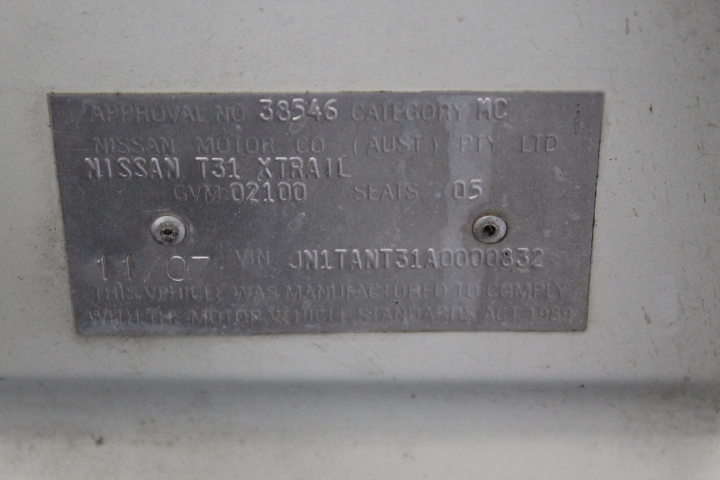 APPROVAL NO 38546 CATEGORY MC
NISSAN MOTOR CO (AUST) PTY LTD
NISSAN T31 XTRAIL
GVM 02100 SEATS 05
11/07 VIN JN1TANT31A0000832
THIS VEHICLE WAS MANUFACTURED TO COMPLY
WITH THE MOTOR VEHICLE STANDARDS ACT 1989